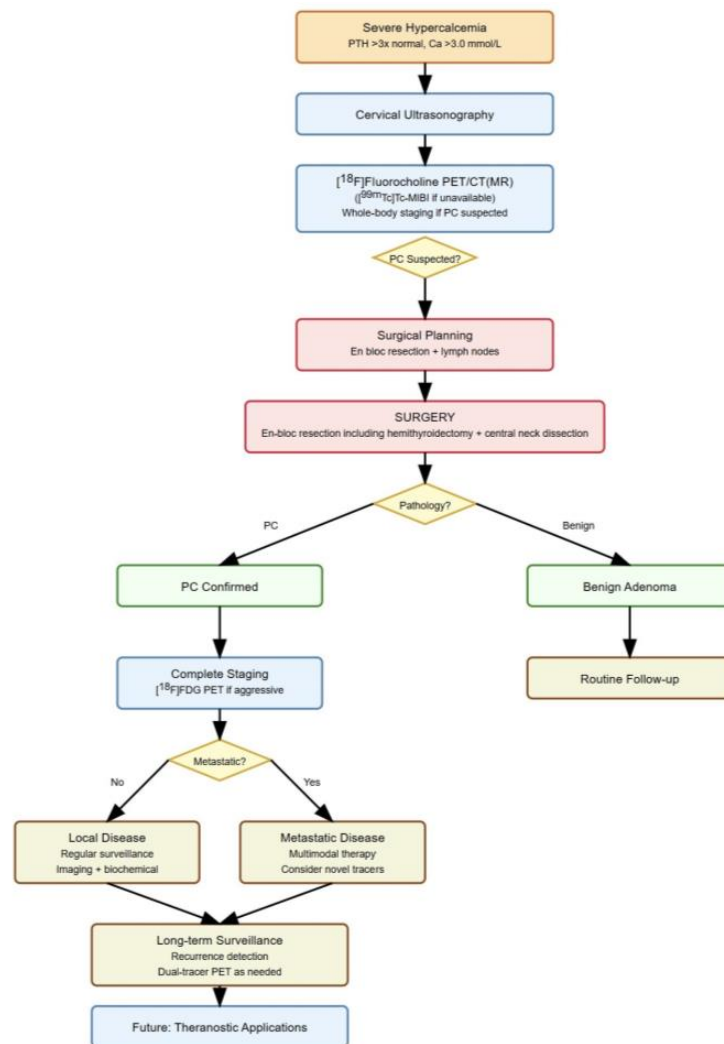 Severe Hypercalcemia
PTH >3x normal, Ca >3.0 mmol/L
Cervical Ultrasonography
[¹⁸F]Fluorocholine PET/CT(MR)
([⁹⁹ᵐTc]Tc-MIBI if unavailable)
Whole-body staging if PC suspected
PC Suspected?
Surgical Planning
En bloc resection + lymph nodes
SURGERY
En-bloc resection including hemithyroidectomy + central neck dissection
Pathology?
PC
Benign
PC Confirmed
Benign Adenoma
Complete Staging
[¹⁸F]FDG PET if aggressive
Routine Follow-up
Metastatic?
No
Yes
Local Disease
Regular surveillance
Imaging + biochemical
Metastatic Disease
Multimodal therapy
Consider novel tracers
Long-term Surveillance
Recurrence detection
Dual-tracer PET as needed
Future: Theranostic Applications